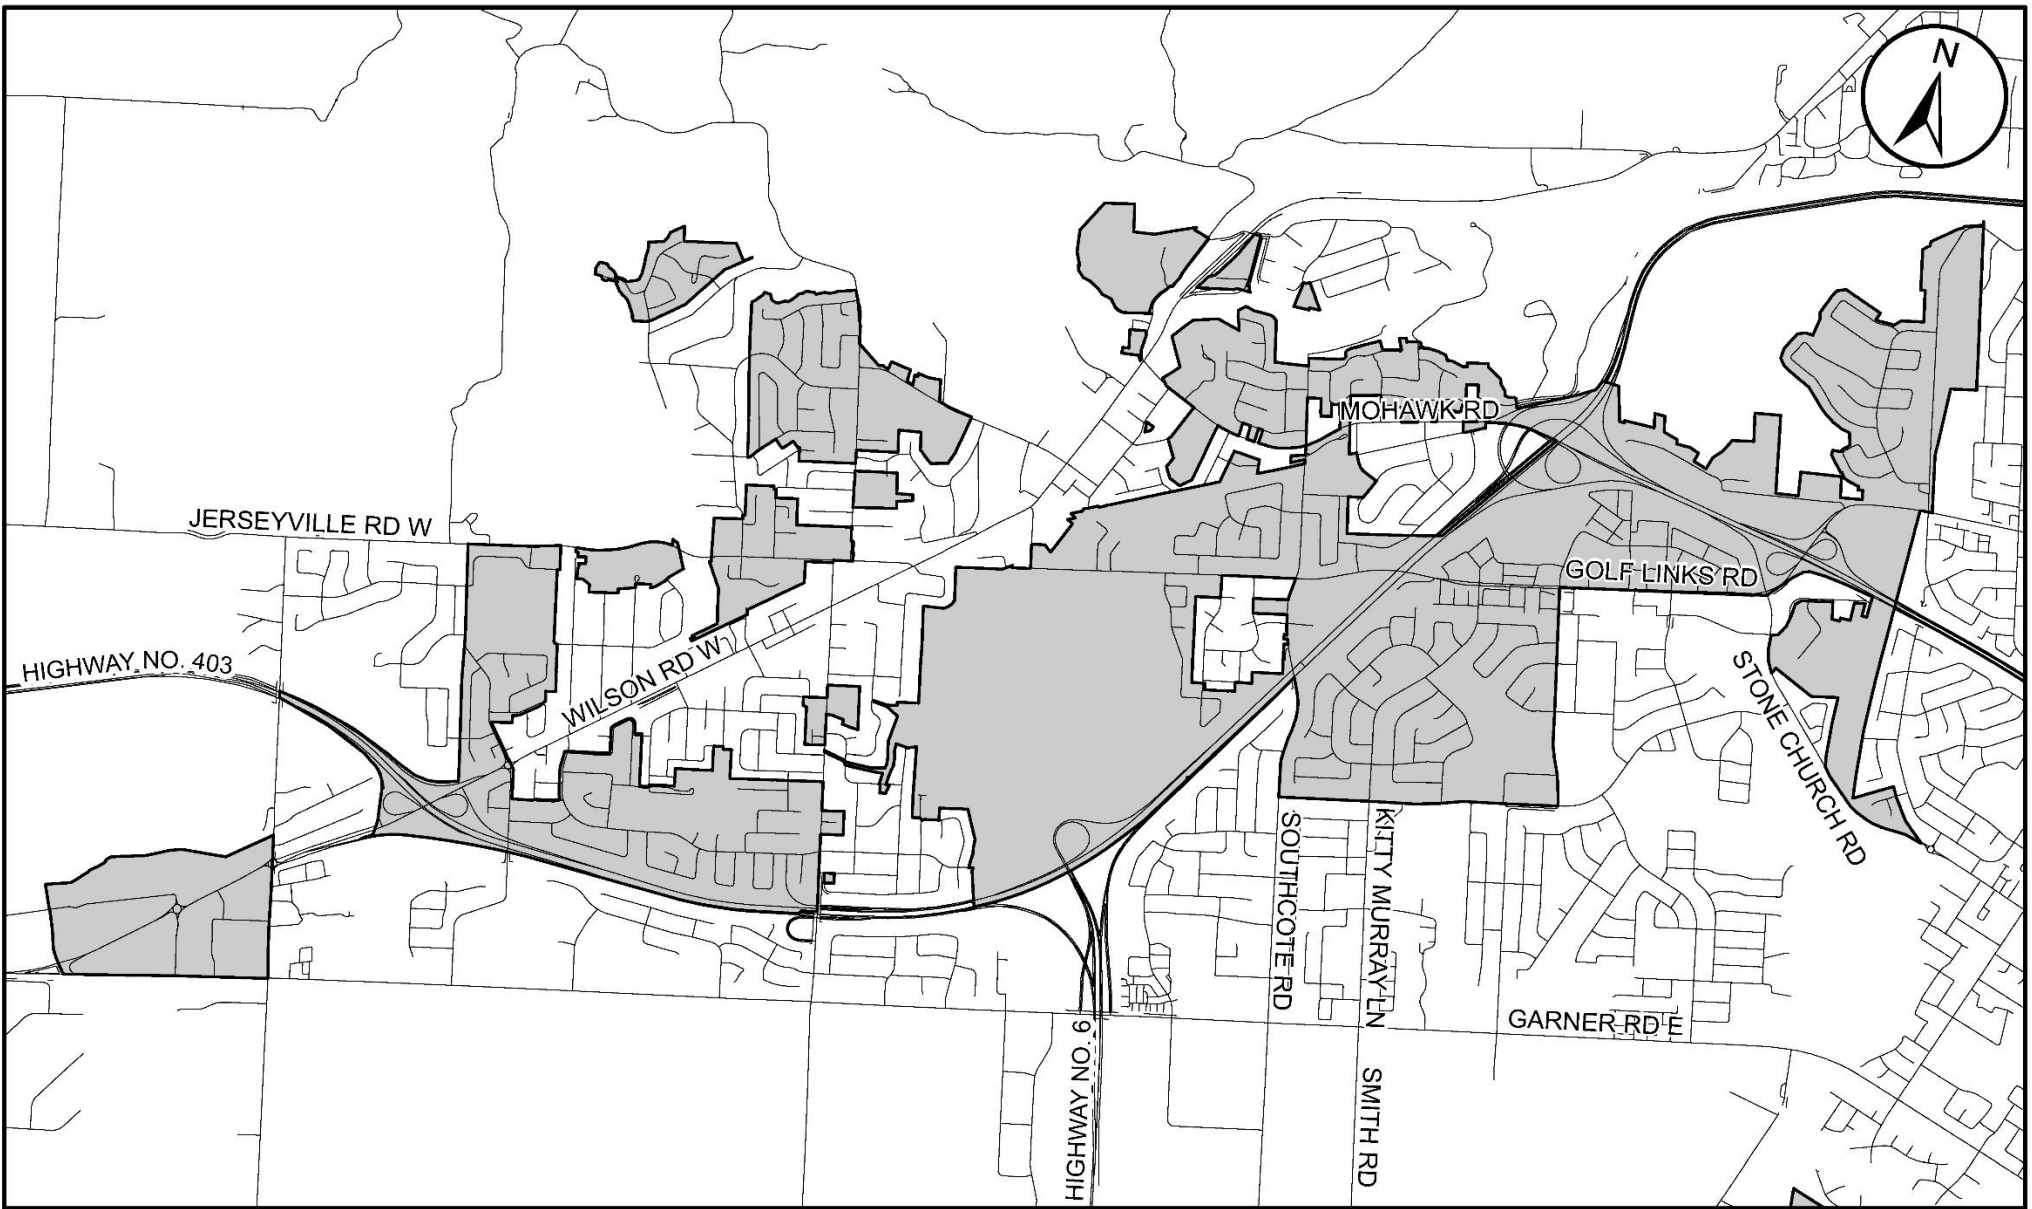 N
MOHAWK RD
JERSEYVILLE RD W
GOLF LINKS RD
HIGHWAY NO. 403
WILSON RD W
STONE CHURCH RD
SOUTHCOTE RD
KITTY MURRAY LN
GARNER RD E
HIGHWAY NO. 6
SMITH RD